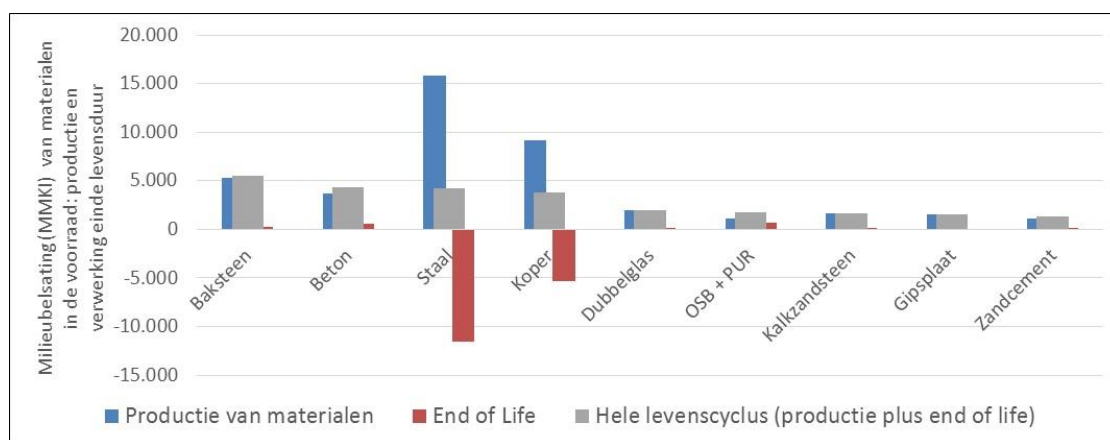 Milieubelsating (MMKI) van materialen
in de voorraad: productie en
verwerking einde levensduur
20.000
15.000
10.000
5.000
0
-5.000
-10.000
-15.000
Baksteen
Beton
Staal
Koper
Dubbelglas
OSB + PUR
Kalkzandsteen
Gipsplaat
Zandcement
Productie van materialen
End of Life
Hele levenscyclus (productie plus end of life)